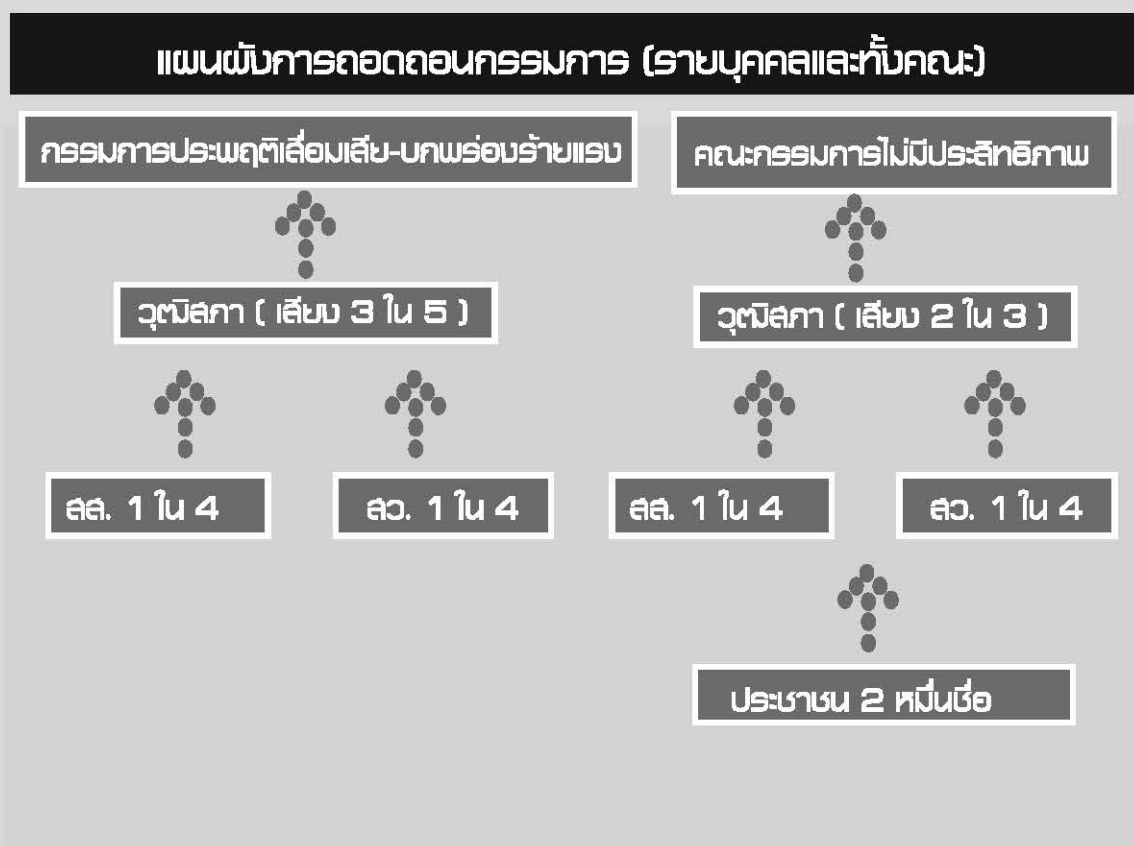 แผนผังการถอดถอนกรรมการ (รายบุคคลและทั้งคณะ)
กรรมการประพฤติเสื่อมเสีย-บกพร่องร้ายแรง
คณะกรรมการไม่มีประสิทธิภาพ
วุฒิสภา ( เสียง 3 ใน 5 )
วุฒิสภา ( เสียง 2 ใน 3 )
สส. 1 ใน 4
สว. 1 ใน 4
สส. 1 ใน 4
สว. 1 ใน 4
ประชาชน 2 หมื่นชื่อ